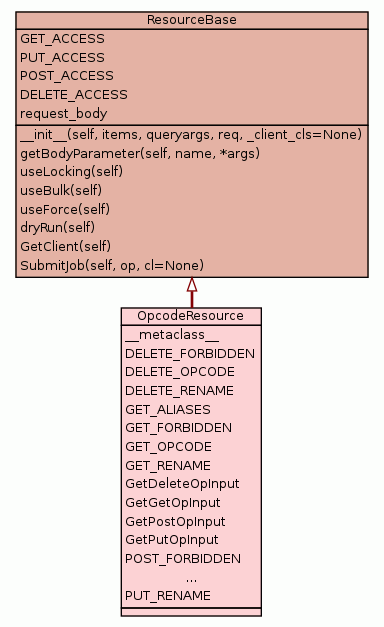 ResourceBase
GET_ACCESS
PUT_ACCESS
POST_ACCESS
DELETE_ACCESS
request_body
__init__(self, items, queryargs, req, _client_cls=None)
getBodyParameter(self, name, *args)
useLocking(self)
useBulk(self)
useForce(self)
dryRun(self)
GetClient(self)
SubmitJob(self, op, cl=None)
OpcodeResource
__metaclass__
DELETE_FORBIDDEN
DELETE_OPCODE
DELETE_RENAME
GET_ALIASES
GET_FORBIDDEN
GET_OPCODE
GET_RENAME
GetDeleteOpInput
GetGetOpInput
GetPostOpInput
GetPutOpInput
POST_FORBIDDEN
...
PUT_RENAME